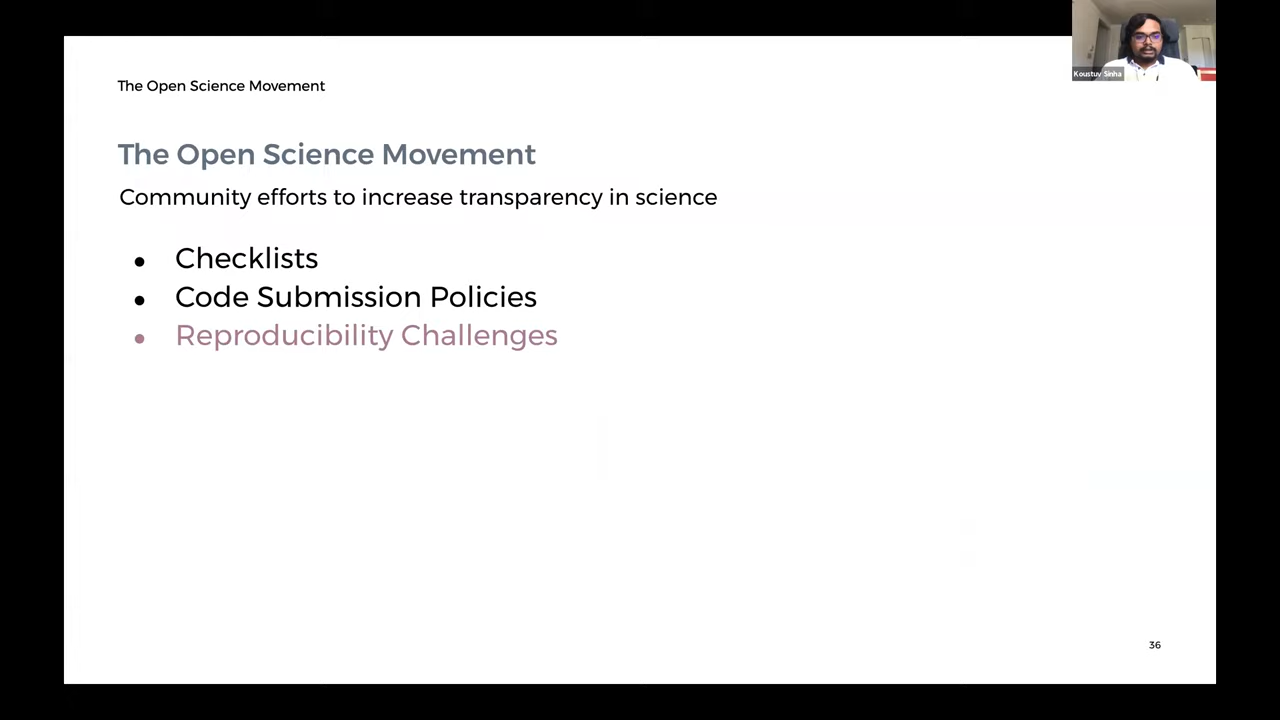 Koustuv Sinha
The Open Science Movement
The Open Science Movement
Community efforts to increase transparency in science
● Checklists
● Code Submission Policies
● Reproducibility Challenges
36